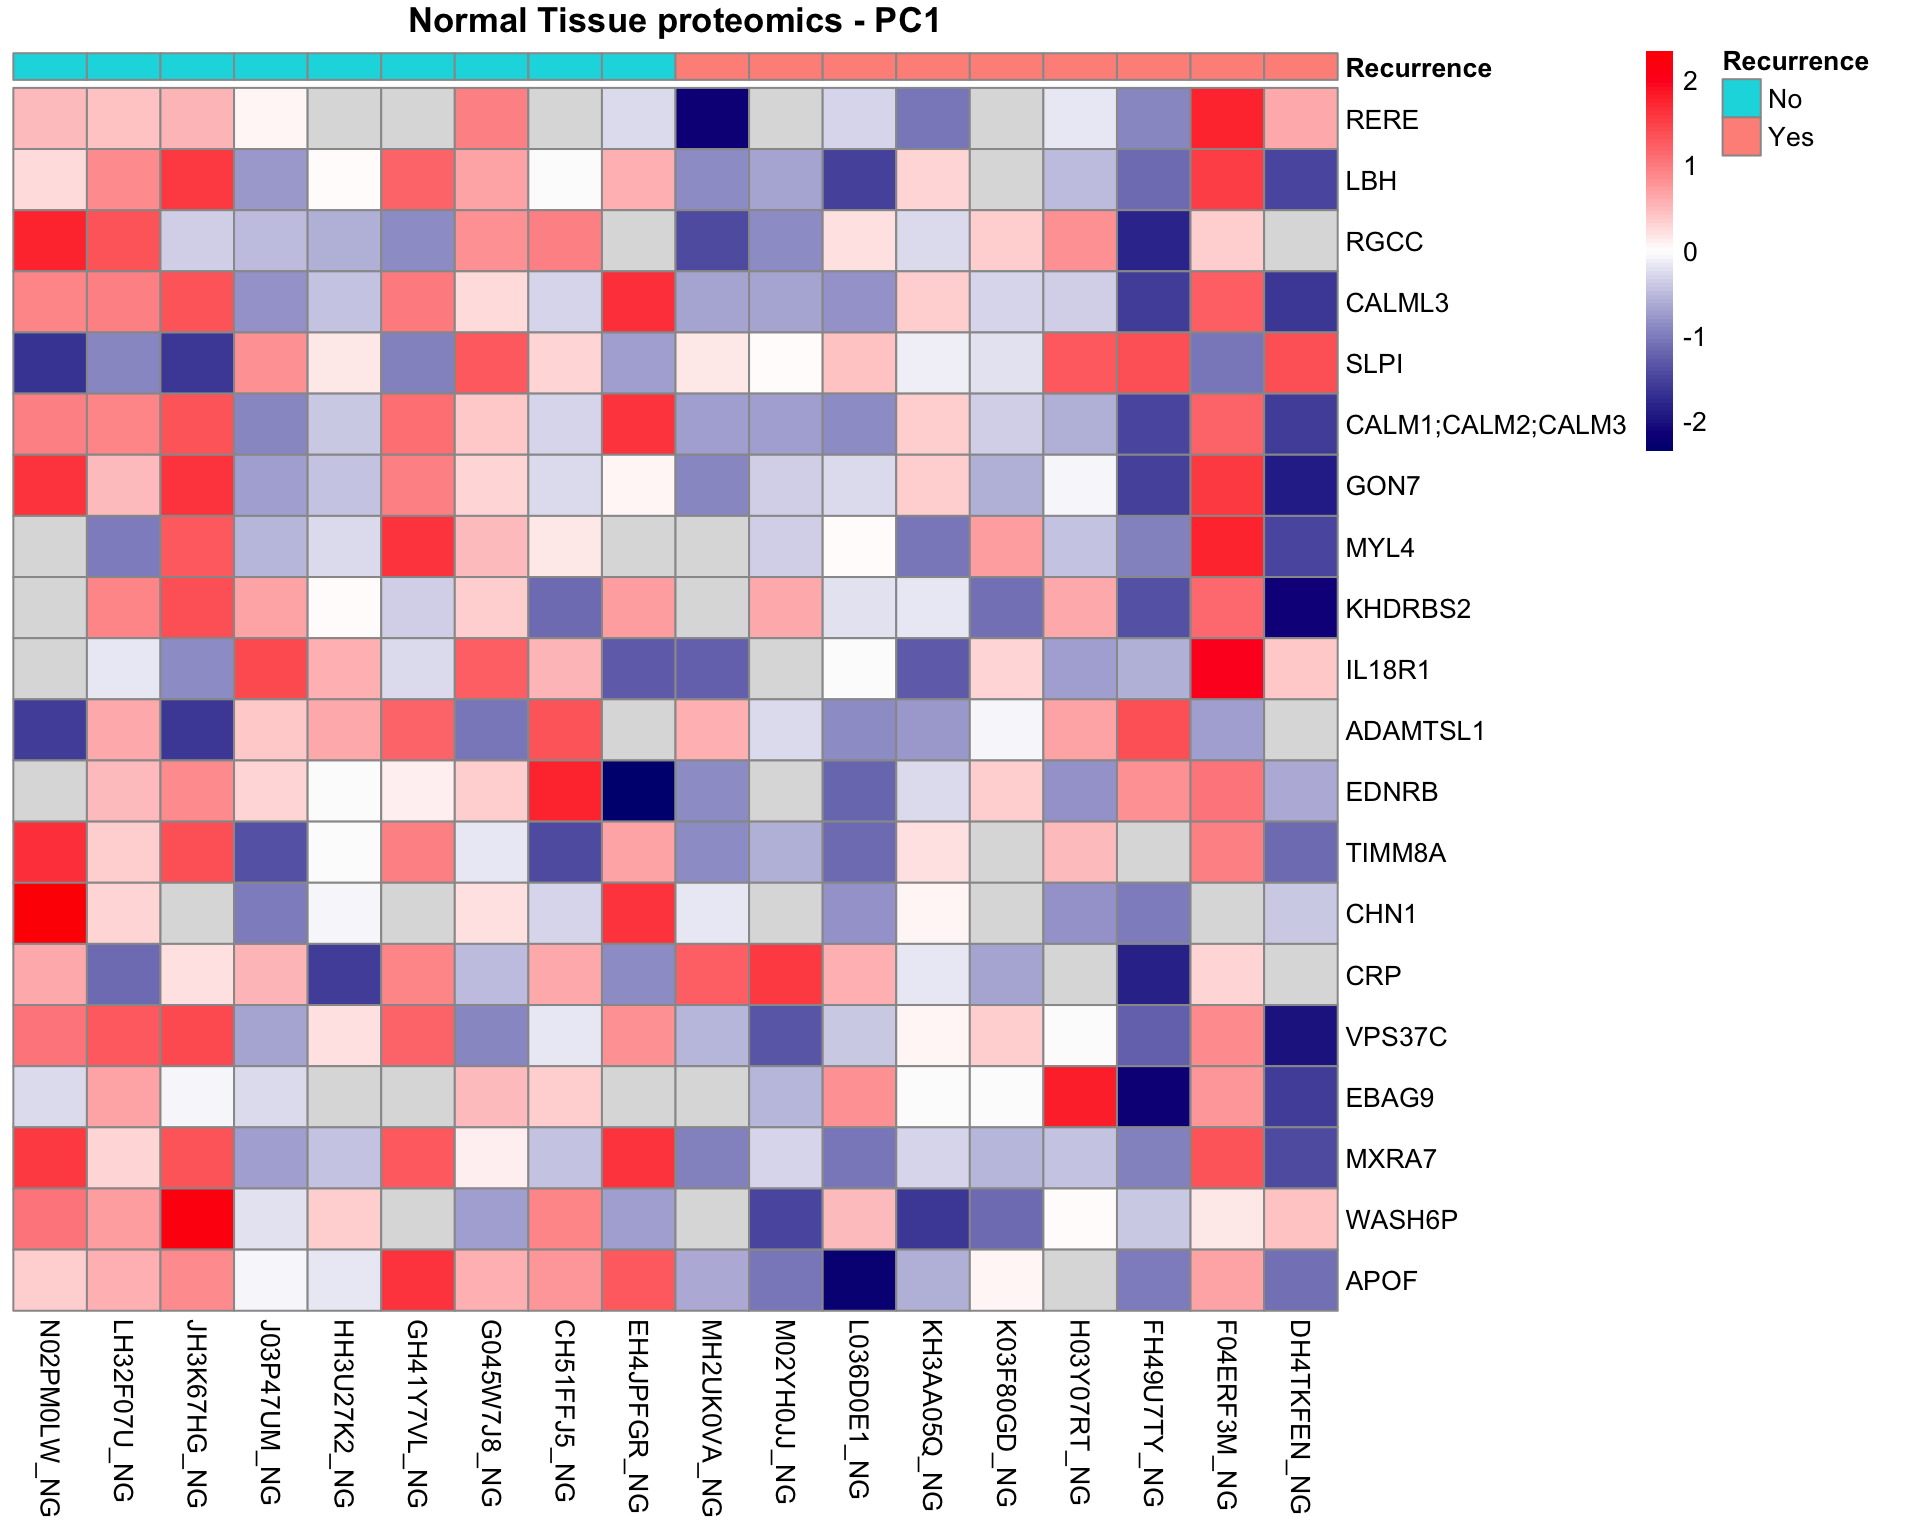 Normal Tissue proteomics - PC1
Recurrence
RERE
LBH
RGCC
CALML3
SLPI
CALM1;CALM2;CALM3
GON7
MYL4
KHDRBS2
IL18R1
ADAMTSL1
EDNRB
TIMM8A
CHN1
CRP
VPS37C
EBAG9
MXRA7
WASH6P
APOF
N02PM0LW_NG
LH32F07U_NG
JH3K67HG_NG
J03P47UM_NG
HH3U27K2_NG
GH41Y7VL_NG
G045W7J8_NG
CH51FFJ5_NG
EH4JPFGR_NG
MH2UK0VA_NG
M02YH0JJ_NG
L036D0E1_NG
KH3AA05Q_NG
K03F80GD_NG
H03Y07RT_NG
FH49U7TY_NG
F04ERF3M_NG
DH4TKFEN_NG
2
1
0
-1
-2
Recurrence
No
Yes